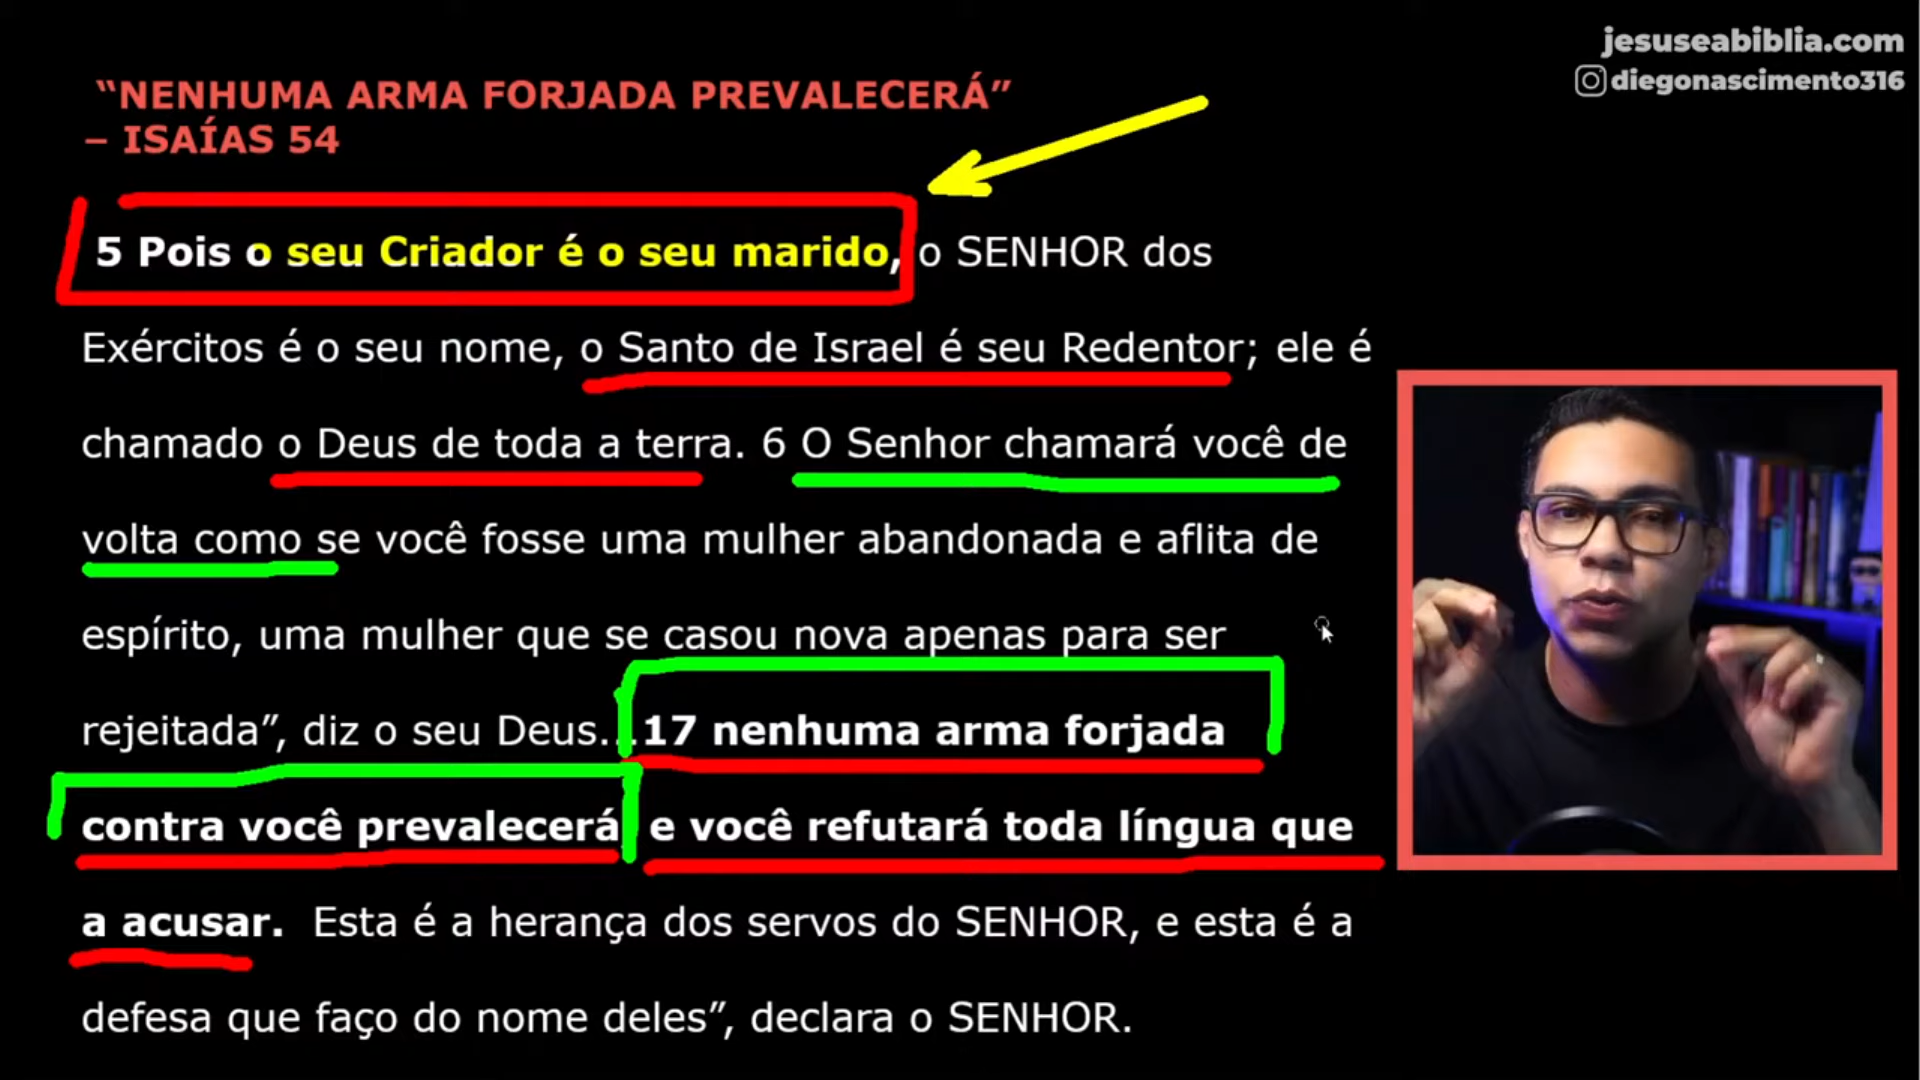 jesuseabiblia.com
diegonascimento316
“NENHUMA ARMA FORJADA PREVALECERÁ”
– ISAÍAS 54
5 Pois o seu Criador é o seu marido, o SENHOR dos
Exércitos é o seu nome, o Santo de Israel é seu Redentor; ele é
chamado o Deus de toda a terra. 6 O Senhor chamará você de
volta como se você fosse uma mulher abandonada e aflita de
espírito, uma mulher que se casou nova apenas para ser
rejeitada”, diz o seu Deus... 17 nenhuma arma forjada
contra você prevalecerá e você refutará toda língua que
a acusar. Esta é a herança dos servos do SENHOR, e esta é a
defesa que faço do nome deles”, declara o SENHOR.